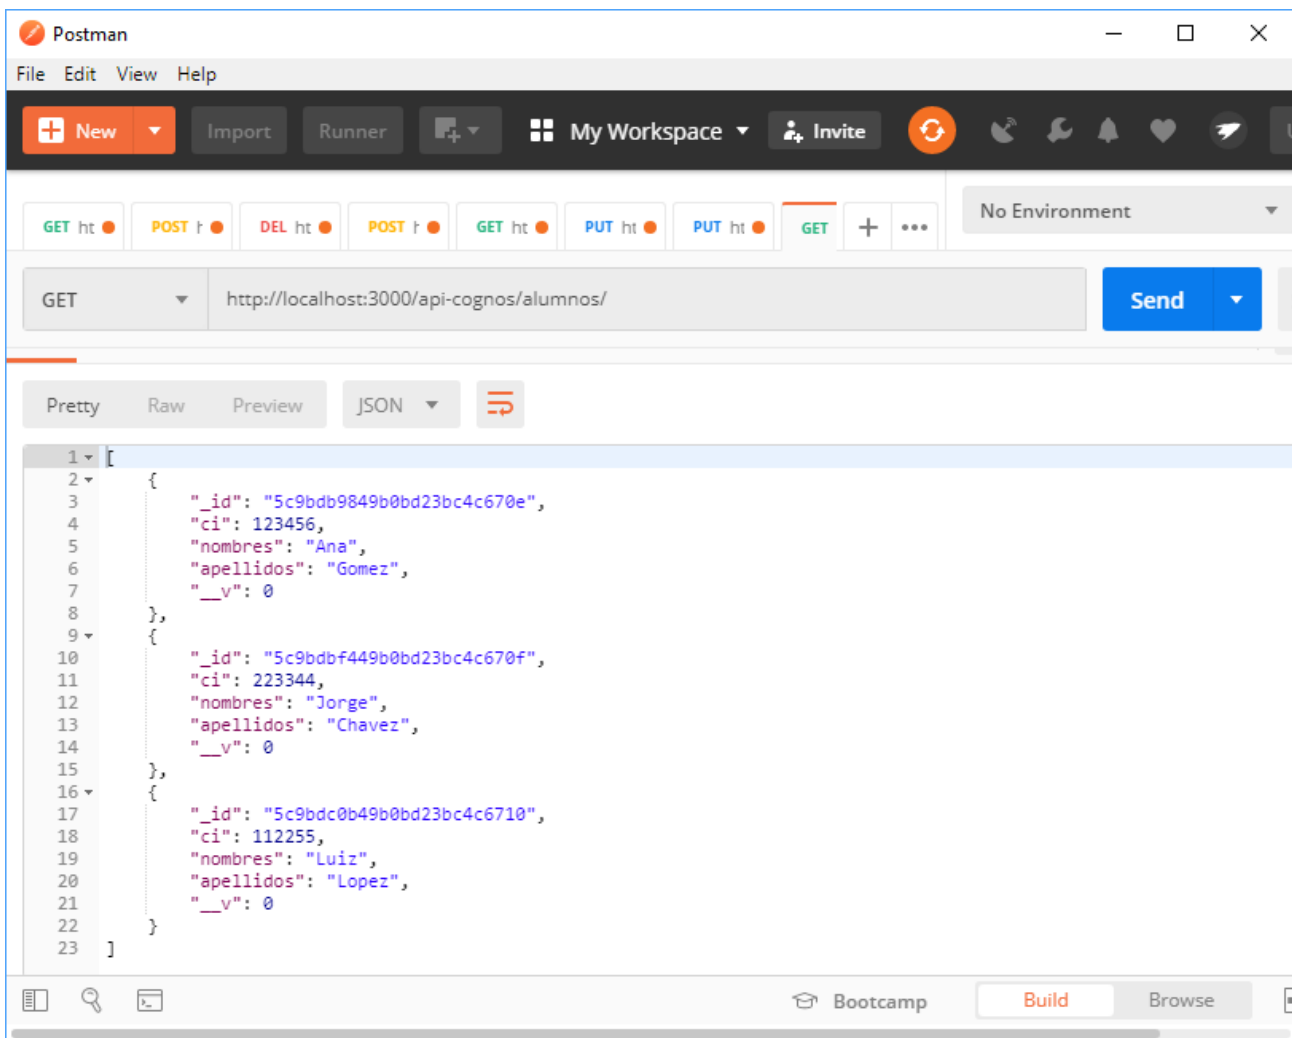 Postman
File Edit View Help
New Import Runner My Workspace Invite
GET ht POST DEL ht POST GET ht PUT ht PUT ht GET No Environment
GET http://localhost:3000/api-cognos/alumnos/ Send
Pretty Raw Preview JSON
1 [
2 {
3 "_id": "5c9bdb9849b0bd23bc4c670e",
4 "ci": 123456,
5 "nombres": "Ana",
6 "apellidos": "Gomez",
7 "__v": 0
8 },
9 {
10 "_id": "5c9bdbf449b0bd23bc4c670f",
11 "ci": 223344,
12 "nombres": "Jorge",
13 "apellidos": "Chavez",
14 "__v": 0
15 },
16 {
17 "_id": "5c9bdc0b49b0bd23bc4c6710",
18 "ci": 112255,
19 "nombres": "Luiz",
20 "apellidos": "Lopez",
21 "__v": 0
22 }
23 ]
Bootcamp Build Browse